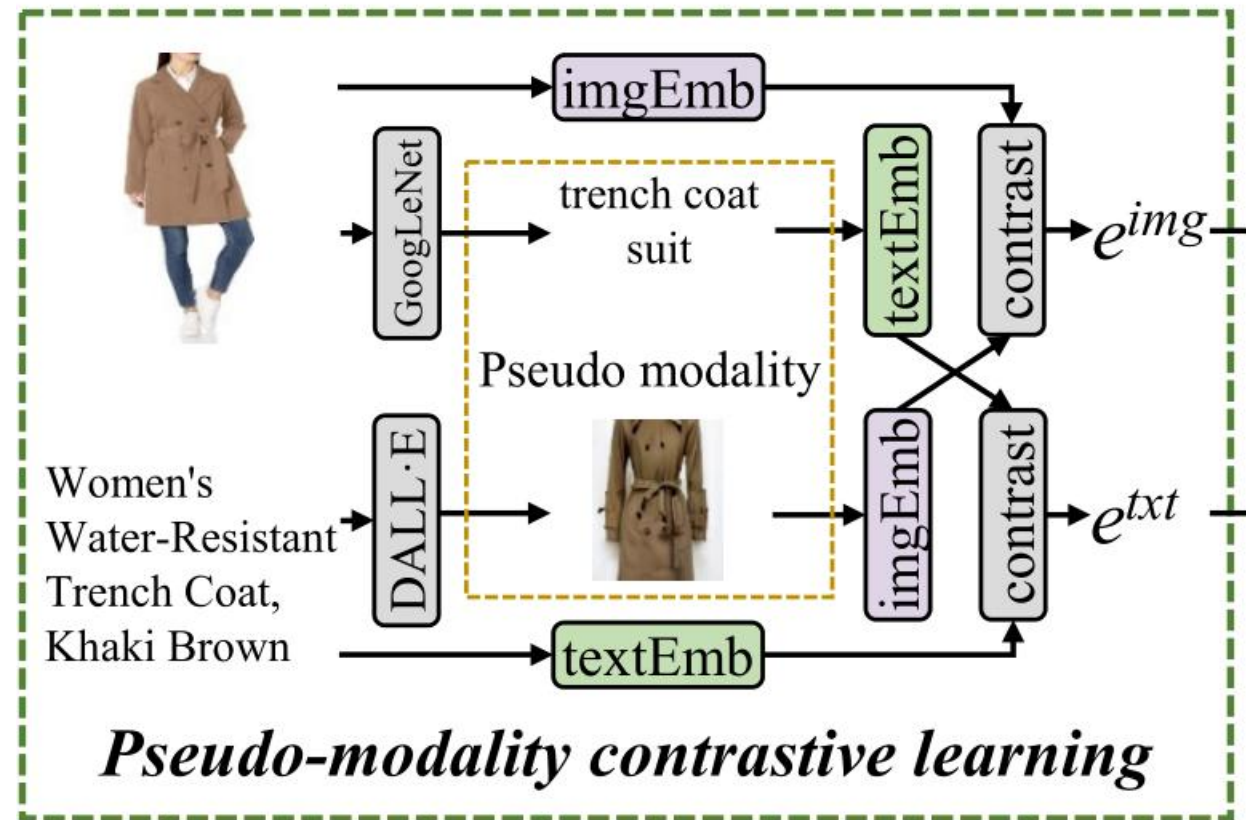 imgEmb
GoogLeNet
trench coat
suit
textEmb
contrast
e^{img}
Pseudo modality
Women's
Water-Resistant
Trench Coat,
Khaki Brown
DALL·E
imgEmb
contrast
e^{txt}
textEmb
Pseudo-modality contrastive learning